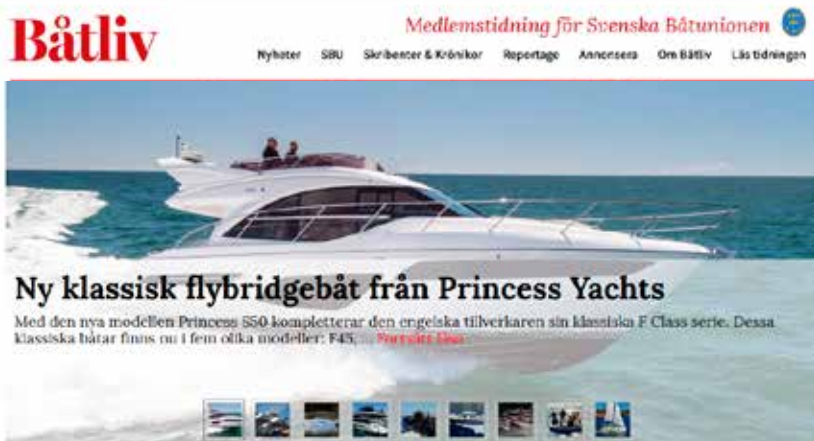 Båtliv
Medlemstidning för Svenska Båtunionen
Nyheter SBU Skribenter & Krönikor Reportage Annonsera Om Båtliv Läs tidningen
Ny klassisk flybridgebåt från Princess Yachts
Med den nya modellen Princess S50 kompletterar den engelska tillverkaren sin klassiska F Class serie. Dessa
klassiska båtar finns nu i fem olika modeller: F45, ... Fortsätt läsa